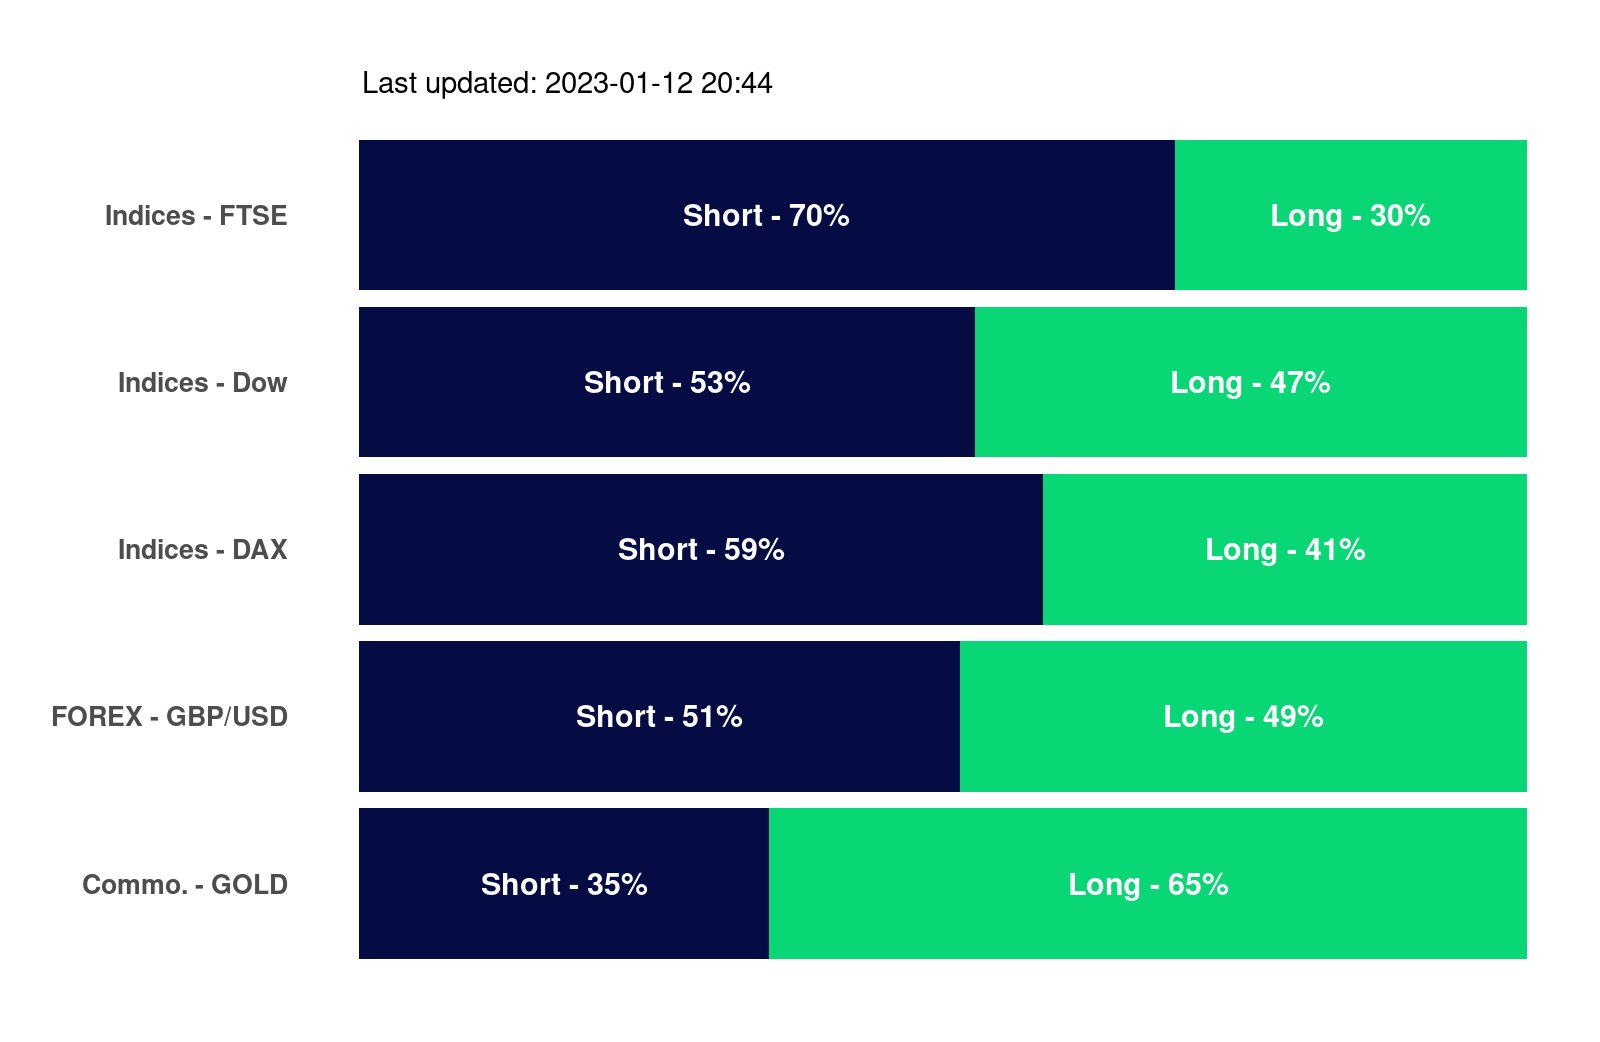 Last updated: 2023-01-12 20:44
Indices - FTSE Short - 70% Long - 30%
Indices - Dow Short - 53% Long - 47%
Indices - DAX Short - 59% Long - 41%
FOREX - GBP/USD Short - 51% Long - 49%
Commo. - GOLD Short - 35% Long - 65%